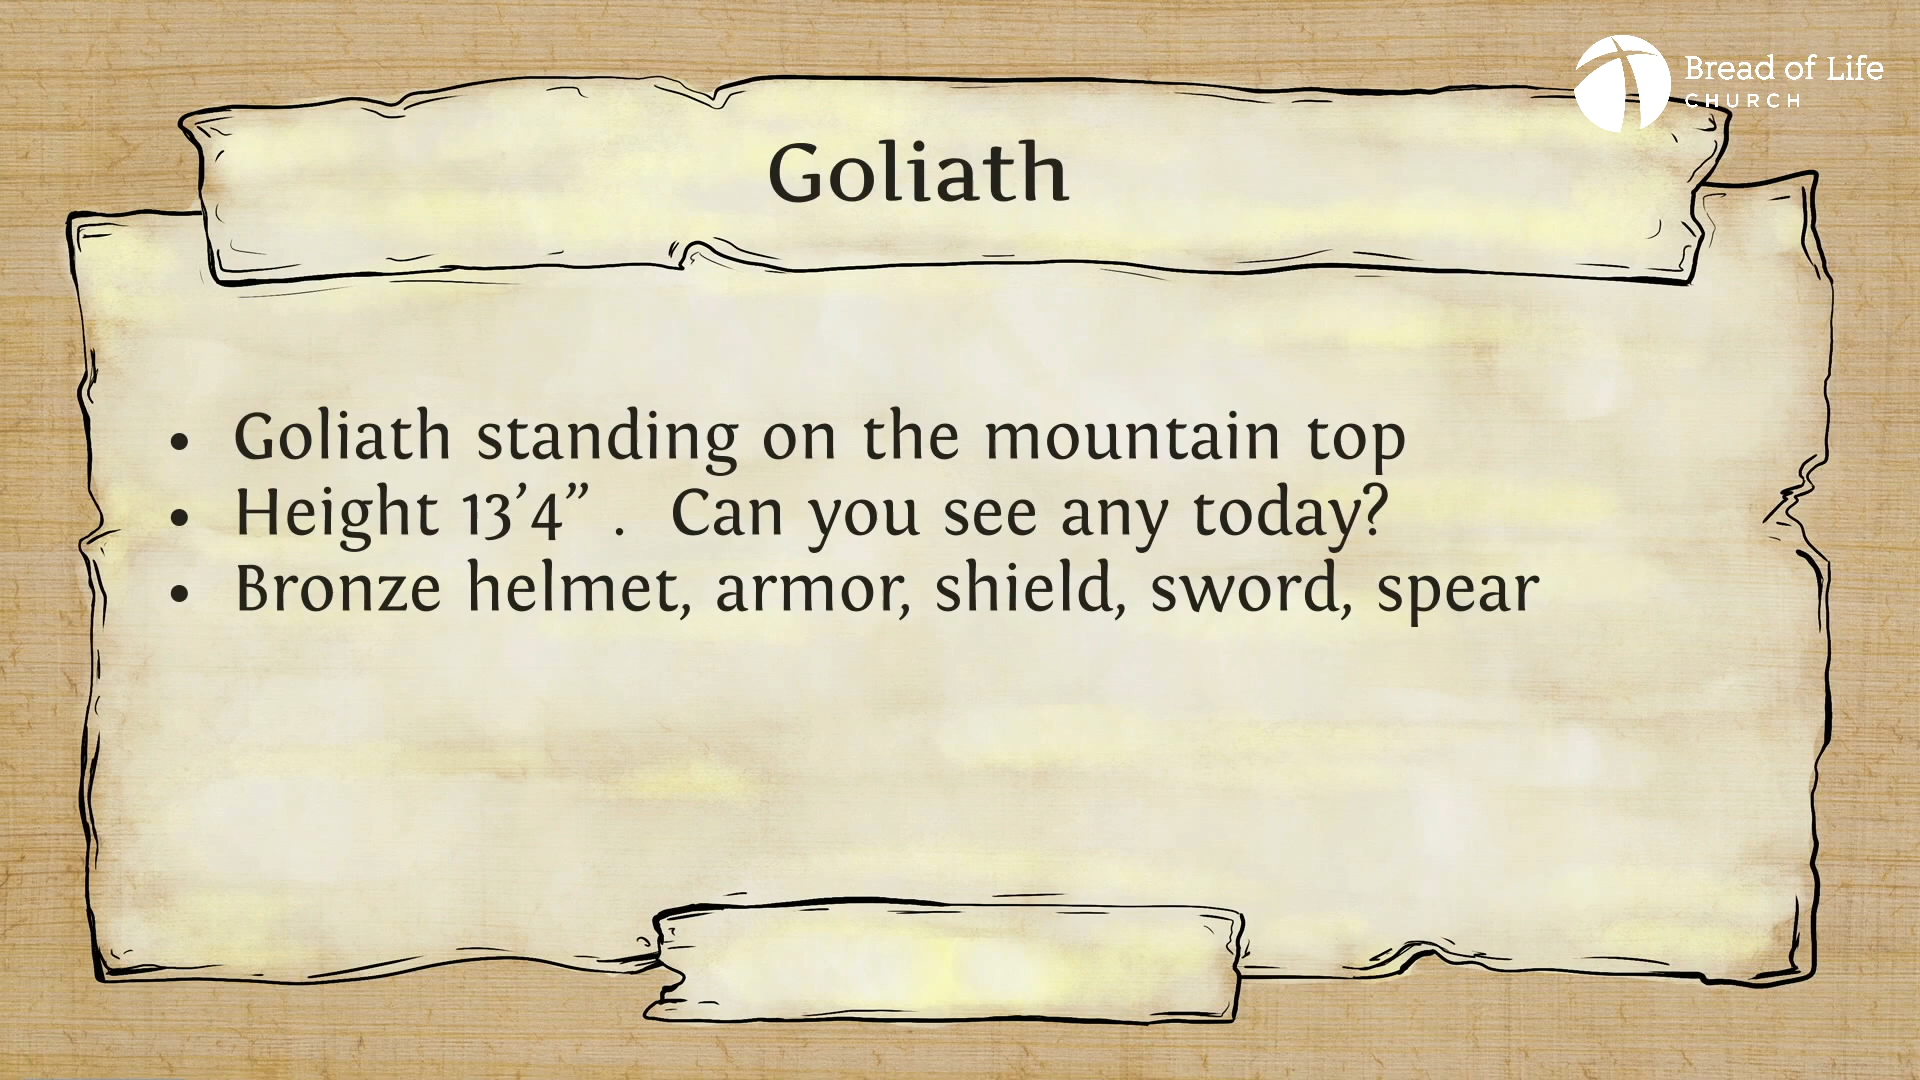 Bread of Life
CHURCH
Goliath
• Goliath standing on the mountain top
• Height 13’4” .  Can you see any today?
• Bronze helmet, armor, shield, sword, spear